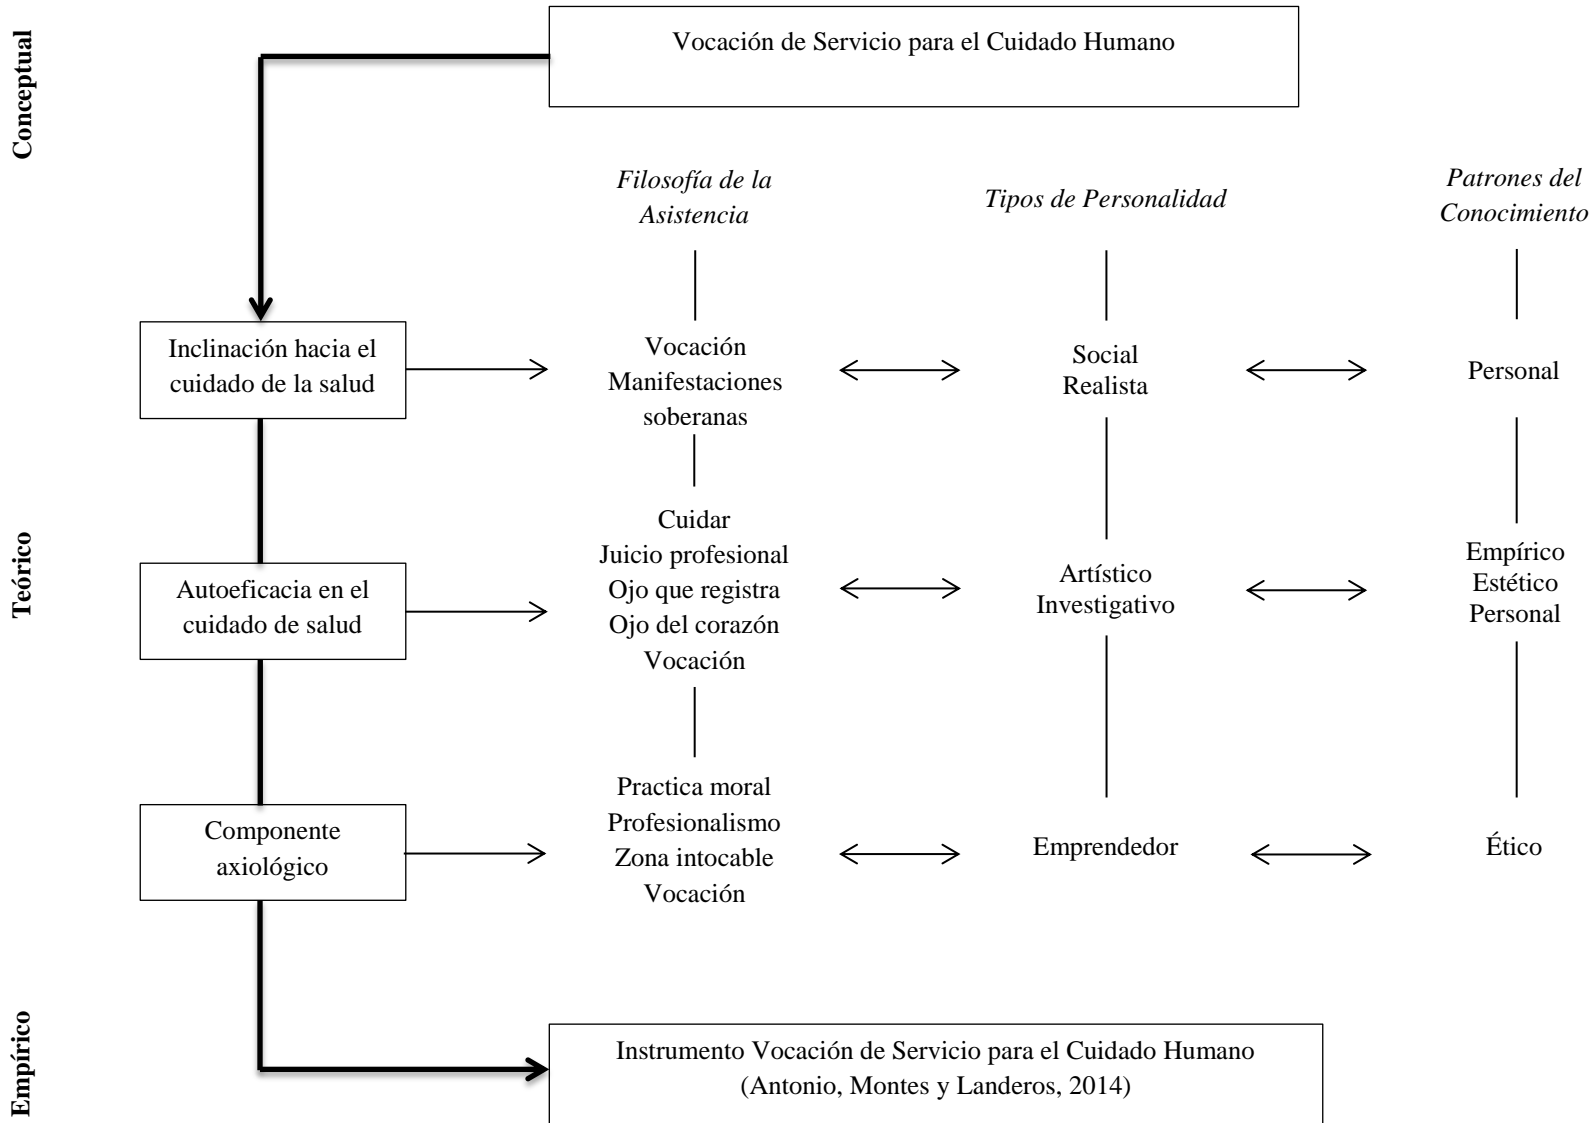 Conceptual
Vocación de Servicio para el Cuidado Humano
Filosofía de la
Asistencia
Tipos de Personalidad
Patrones del
Conocimiento
Teórico
Inclinación hacia el
cuidado de la salud
Vocación
Manifestaciones
soberanas
Social
Realista
Personal
Autoeficacia en el
cuidado de salud
Cuidar
Juicio profesional
Ojo que registra
Ojo del corazón
Vocación
Artístico
Investigativo
Empírico
Estético
Personal
Componente
axiológico
Practica moral
Profesionalismo
Zona intocable
Vocación
Emprendedor
Ético
Empírico
Instrumento Vocación de Servicio para el Cuidado Humano
(Antonio, Montes y Landeros, 2014)